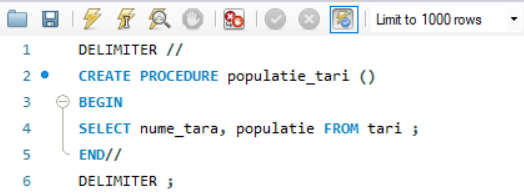 Limit to 1000 rows
1 DELIMITER //
2 CREATE PROCEDURE populatie_tari ()
3 BEGIN
4 SELECT nume_tara, populatie FROM tari ;
5 END//
6 DELIMITER ;